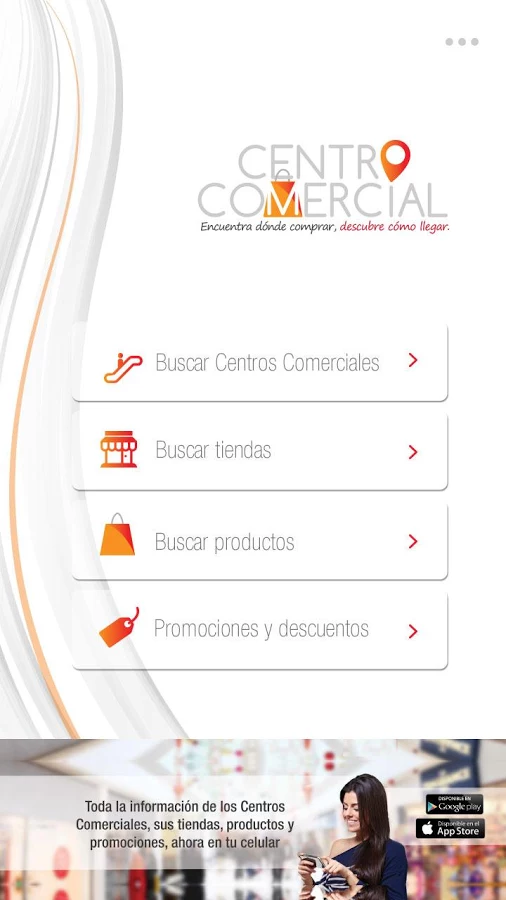 CENTRO
COMERCIAL
Encuentra dónde comprar, descubre cómo llegar.
Buscar Centros Comerciales
Buscar tiendas
Buscar productos
Promociones y descuentos
Toda la información de los Centros
Comerciales, sus tiendas, productos y
promociones, ahora en tu celular
DISPONIBLE EN
Google play
Disponible en el
App Store